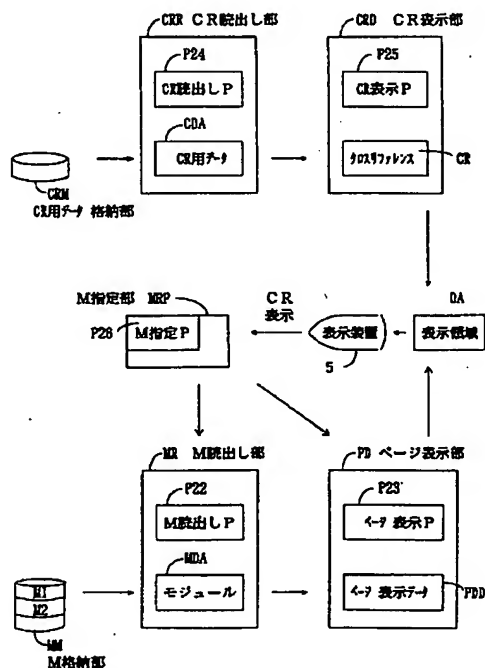 CRR CR読出し部
P24
CR読出しP
CDA
CR用データ
CRD CR表示部
P25
CR表示P
クロスリファレンス
CR
CRM
CR用データ 格納部
M指定部 MRP
P26
M指定P
CR
表示
表示装置
5
DA
表示領域
MR M読出し部
P22
M読出しP
MDA
モジュール
PD ページ表示部
P23
ページ 表示P
ページ 表示データ
PDD
M1
M2
MM
M格納部